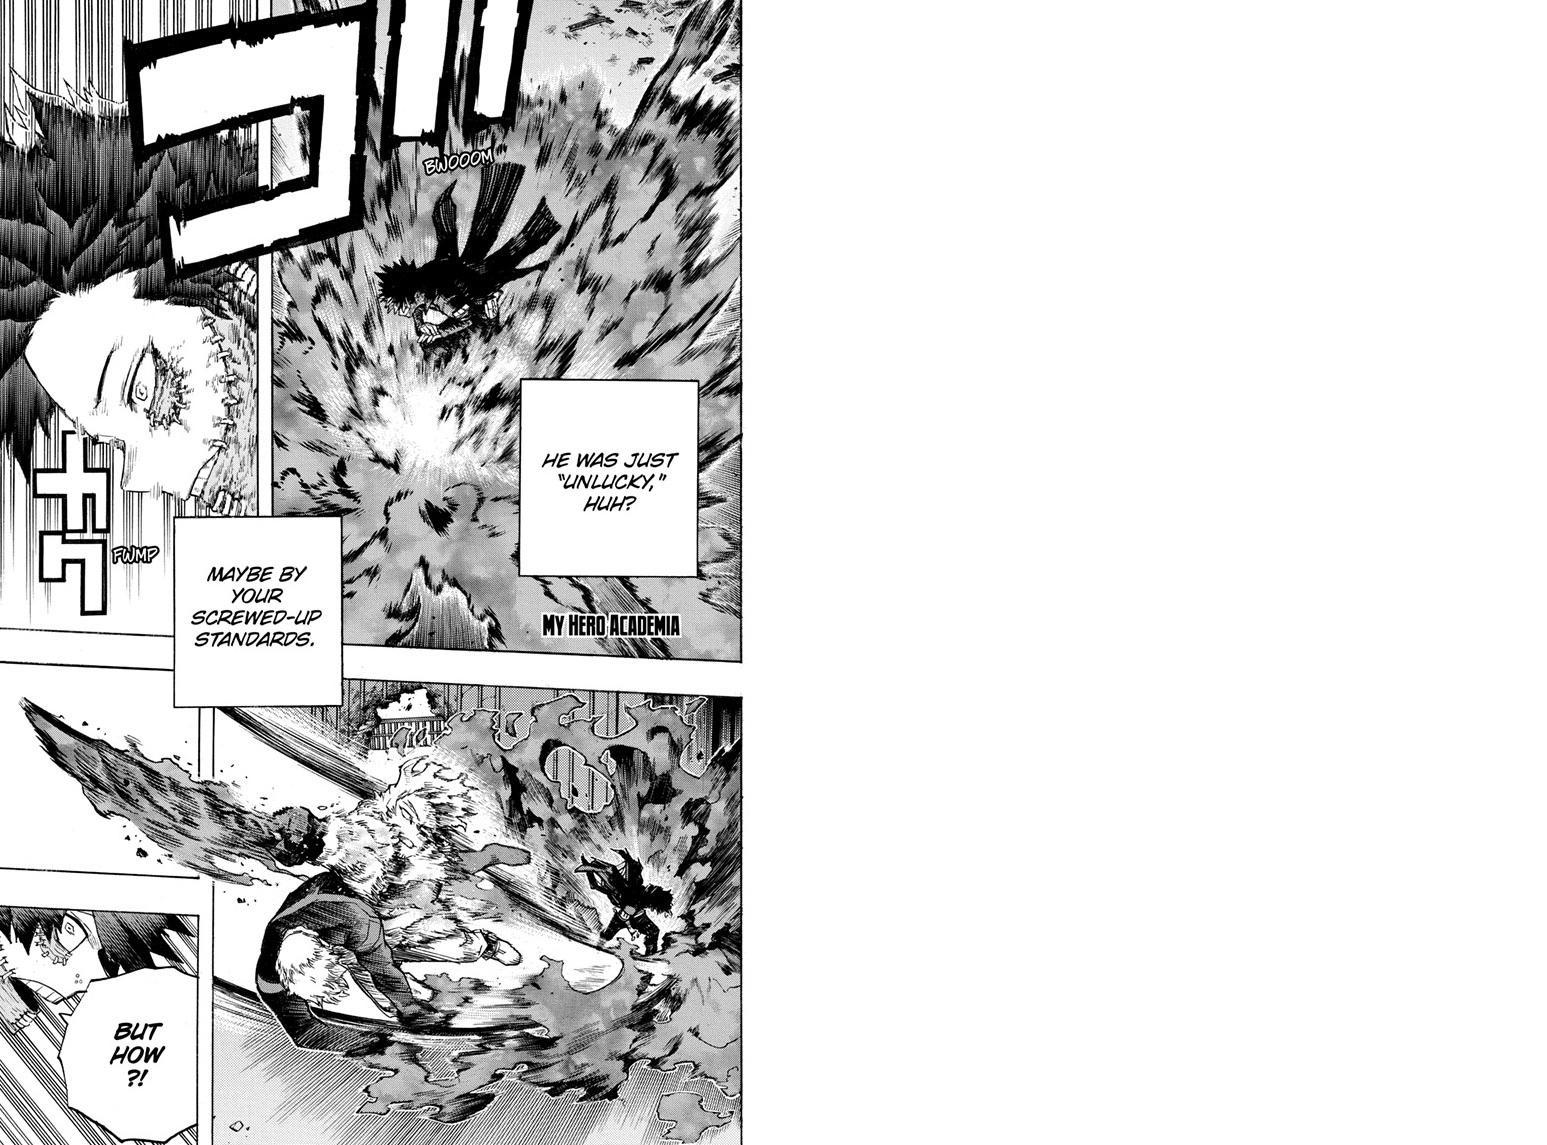 BWOOOM
HE WAS JUST
"UNLUCKY,"
HUH?
MY HERO ACADEMIA
FWMP
MAYBE BY
YOUR
SCREWED-UP
STANDARDS.
BUT
HOW
?!